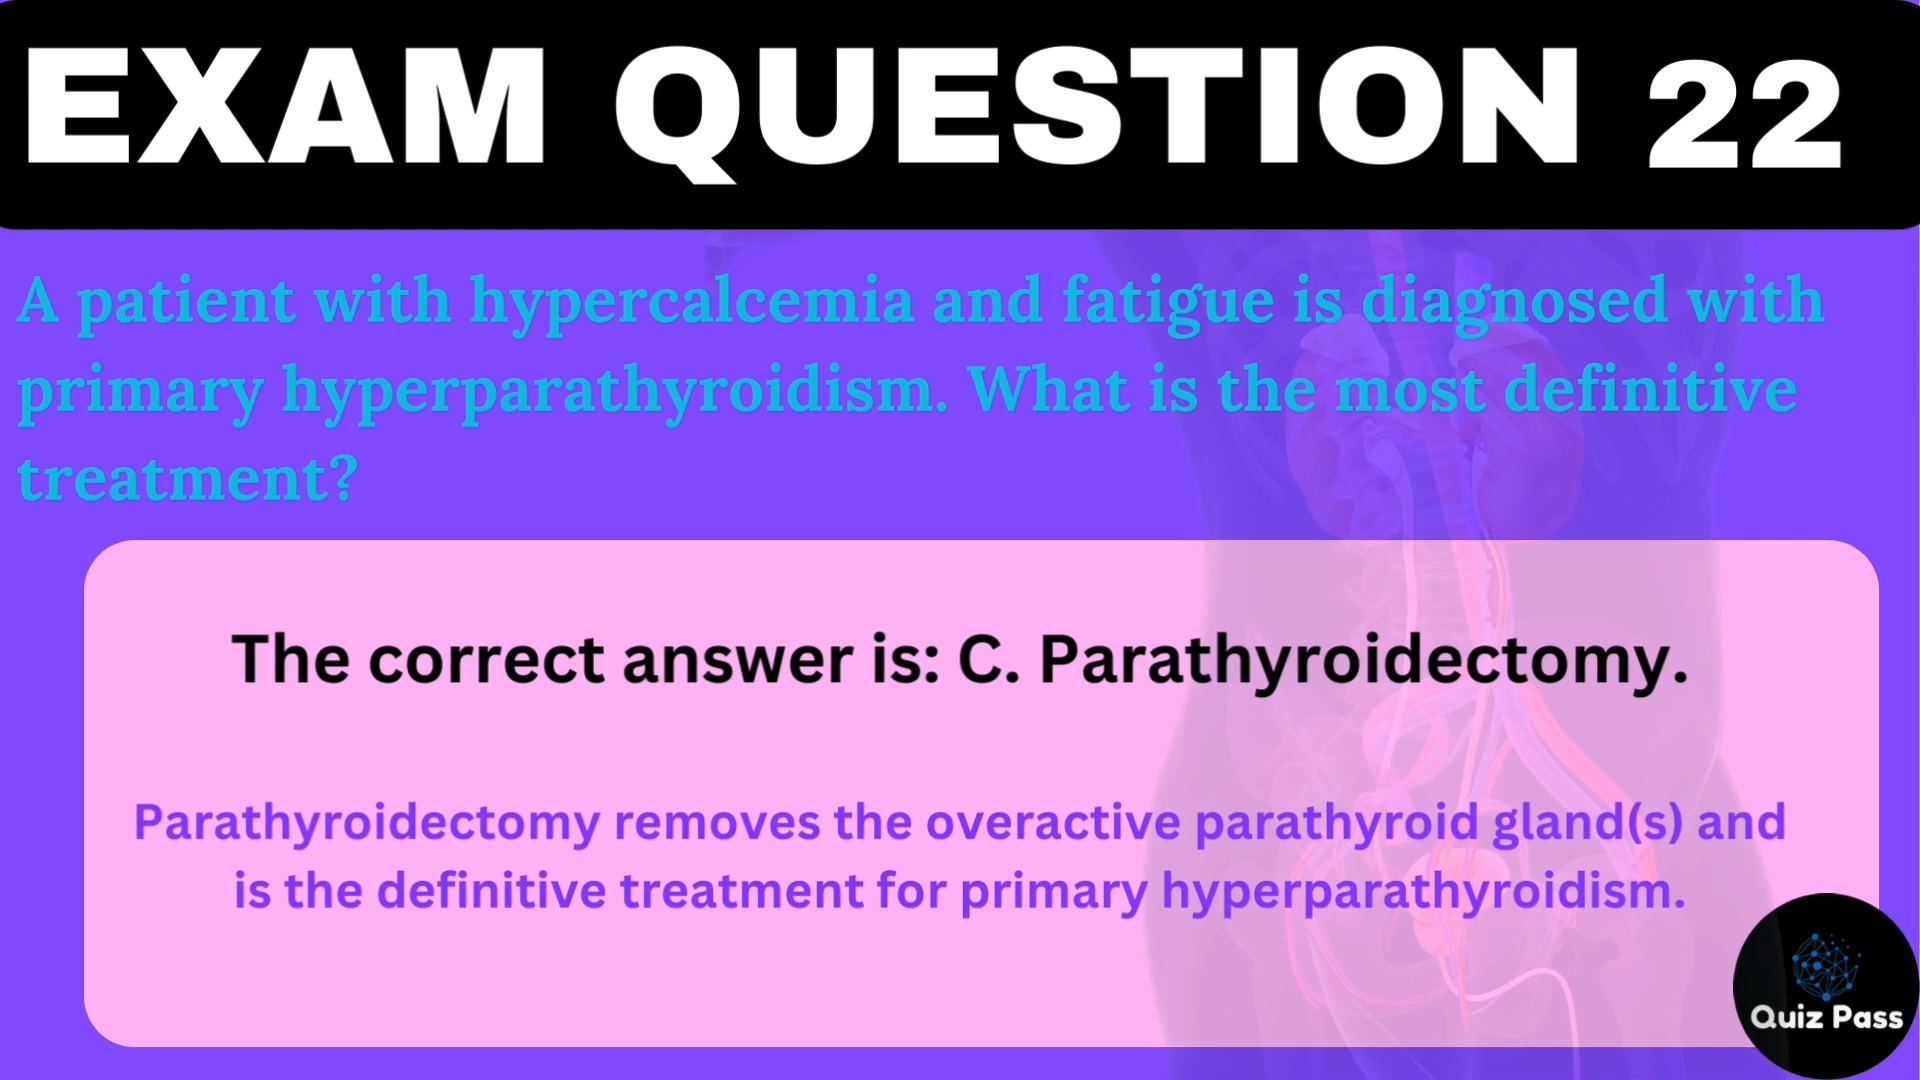 EXAM QUESTION 22
A patient with hypercalcemia and fatigue is diagnosed with
primary hyperparathyroidism. What is the most definitive
treatment?
The correct answer is: C. Parathyroidectomy.
Parathyroidectomy removes the overactive parathyroid gland(s) and
is the definitive treatment for primary hyperparathyroidism.
Quiz Pass